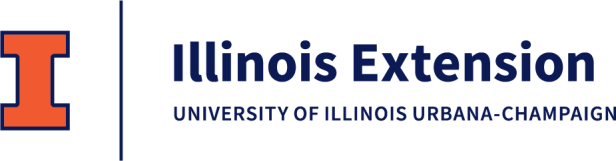 I
Illinois Extension
UNIVERSITY OF ILLINOIS URBANA-CHAMPAIGN